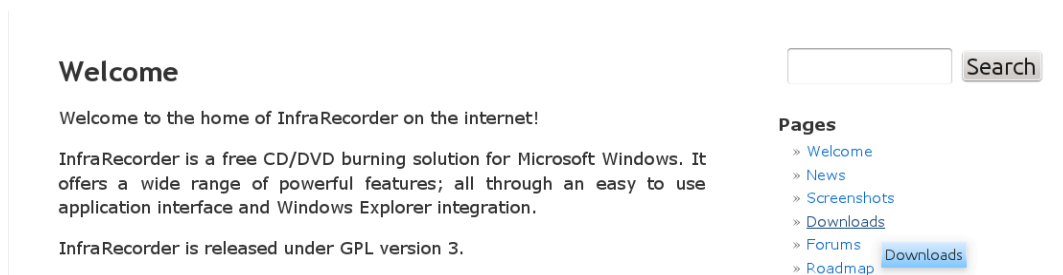 Welcome
Welcome to the home of InfraRecorder on the internet!
InfraRecorder is a free CD/DVD burning solution for Microsoft Windows. It
offers a wide range of powerful features; all through an easy to use
application interface and Windows Explorer integration.
InfraRecorder is released under GPL version 3.
Search
Pages
» Welcome
» News
» Screenshots
» Downloads
» Forums
» Roadmap
Downloads